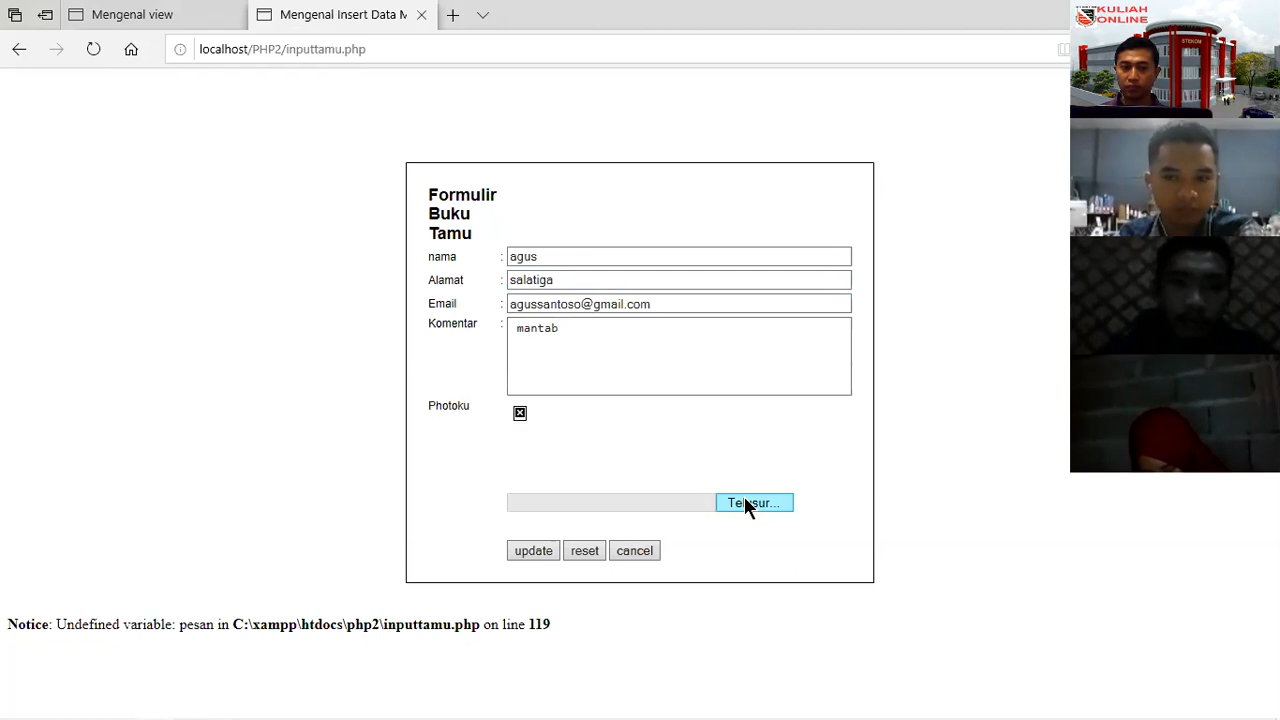 Mengenal view
Mengenal Insert Data M
localhost/PHP2/inputtamu.php
KULIAH
ONLINE
STEKOM
Formulir
Buku
Tamu
nama : agus
Alamat : salatiga
Email : agussantoso@gmail.com
Komentar : mantab
Photoku
update reset cancel
Notice: Undefined variable: pesan in C:\xampp\htdocs\php2\inputtamu.php on line 119